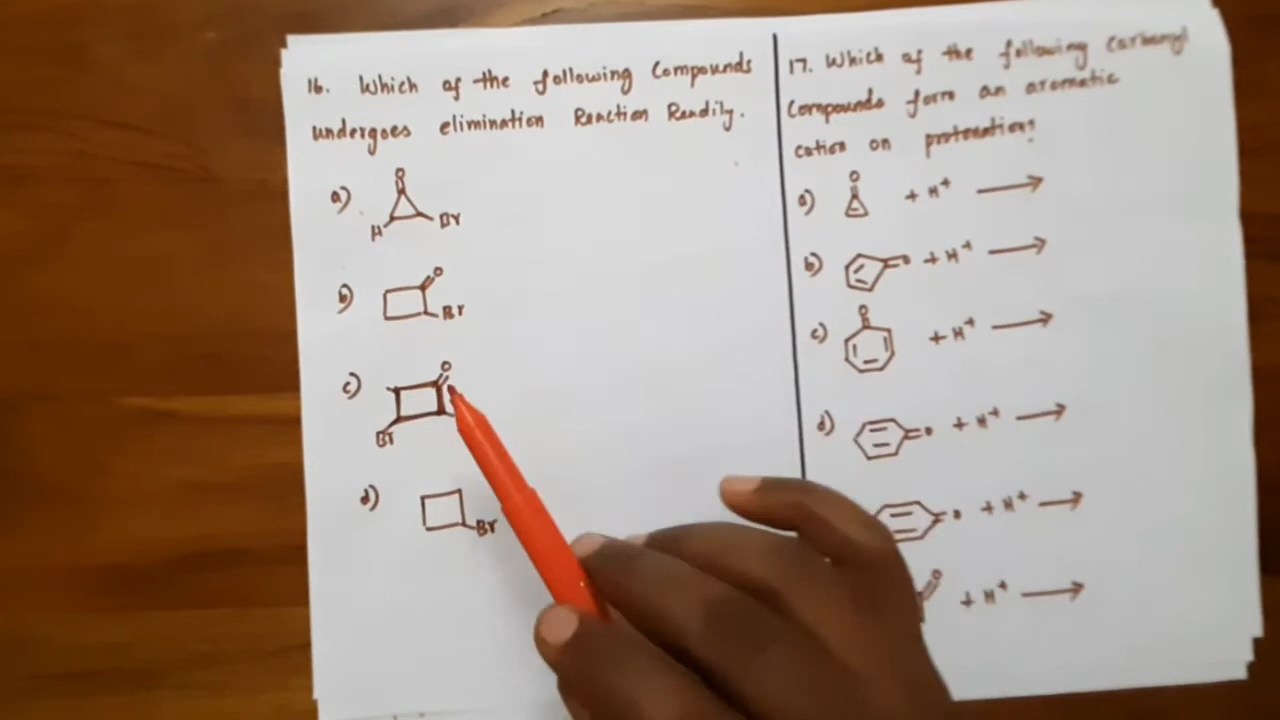 16. Which of the following Compounds
undergoes elimination Reaction Readily.
a) O
H Br
b) O
Br
c) O
Br
d)
Br
17. Which of the following Carbonyl
Compounds form an aromatic
cation on protonation?
a) O + H+
b) O + H+
c) O + H+
d) O + H+
O + H+
O + H+